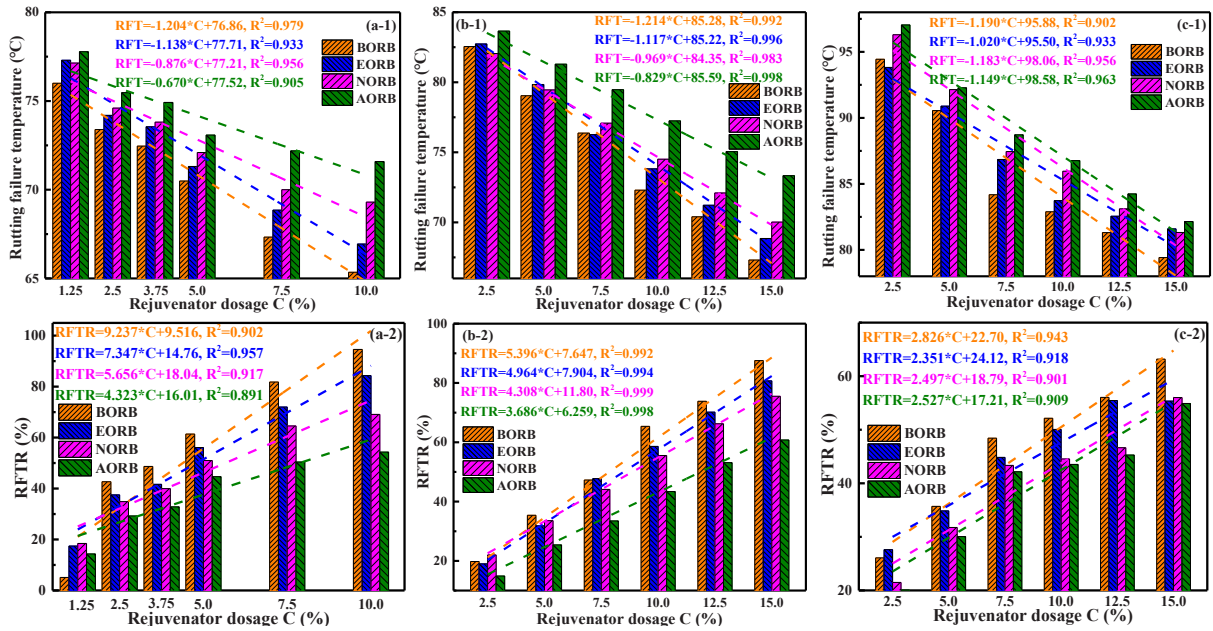 RFT=-1.204*C+76.86, R²=0.979
(a-1)
RFT=-1.138*C+77.71, R²=0.933
RFT=-0.876*C+77.21, R²=0.956
RFT=-0.670*C+77.52, R²=0.905
BORB
EORB
NORB
AORB
Rutting failure temperature (°C)
80
75
70
65
1.25 2.5 3.75 5.0 7.5 10.0
Rejuvenator dosage C (%)
(b-1)
RFT=-1.214*C+85.28, R²=0.992
RFT=-1.117*C+85.22, R²=0.996
RFT=-0.969*C+84.35, R²=0.983
RFT=-0.829*C+85.59, R²=0.998
BORB
EORB
NORB
AORB
Rutting failure temperature (°C)
85
80
75
70
2.5 5.0 7.5 10.0 12.5 15.0
Rejuvenator dosage C (%)
RFT=-1.190*C+95.88, R²=0.902
(c-1)
RFT=-1.020*C+95.50, R²=0.933
RFT=-1.183*C+98.06, R²=0.956
RFT=-1.149*C+98.58, R²=0.963
BORB
EORB
NORB
AORB
Rutting failure temperature (°C)
95
90
85
80
2.5 5.0 7.5 10.0 12.5 15.0
Rejuvenator dosage C (%)
RFTR=9.237*C+9.516, R²=0.902
(a-2)
RFTR=7.347*C+14.76, R²=0.957
RFTR=5.656*C+18.04, R²=0.917
RFTR=4.323*C+16.01, R²=0.891
BORB
EORB
NORB
AORB
RFTR (%)
100
80
60
40
20
0
1.25 2.5 3.75 5.0 7.5 10.0
Rejuvenator dosage C (%)
(b-2)
RFTR=5.396*C+7.647, R²=0.992
RFTR=4.964*C+7.904, R²=0.994
RFTR=4.308*C+11.80, R²=0.999
RFTR=3.686*C+6.259, R²=0.998
BORB
EORB
NORB
AORB
RFTR (%)
100
80
60
40
20
2.5 5.0 7.5 10.0 12.5 15.0
Rejuvenator dosage C (%)
(c-2)
RFTR=2.826*C+22.70, R²=0.943
RFTR=2.351*C+24.12, R²=0.918
RFTR=2.497*C+18.79, R²=0.901
RFTR=2.527*C+17.21, R²=0.909
BORB
EORB
NORB
AORB
RFTR (%)
60
40
20
2.5 5.0 7.5 10.0 12.5 15.0
Rejuvenator dosage C (%)